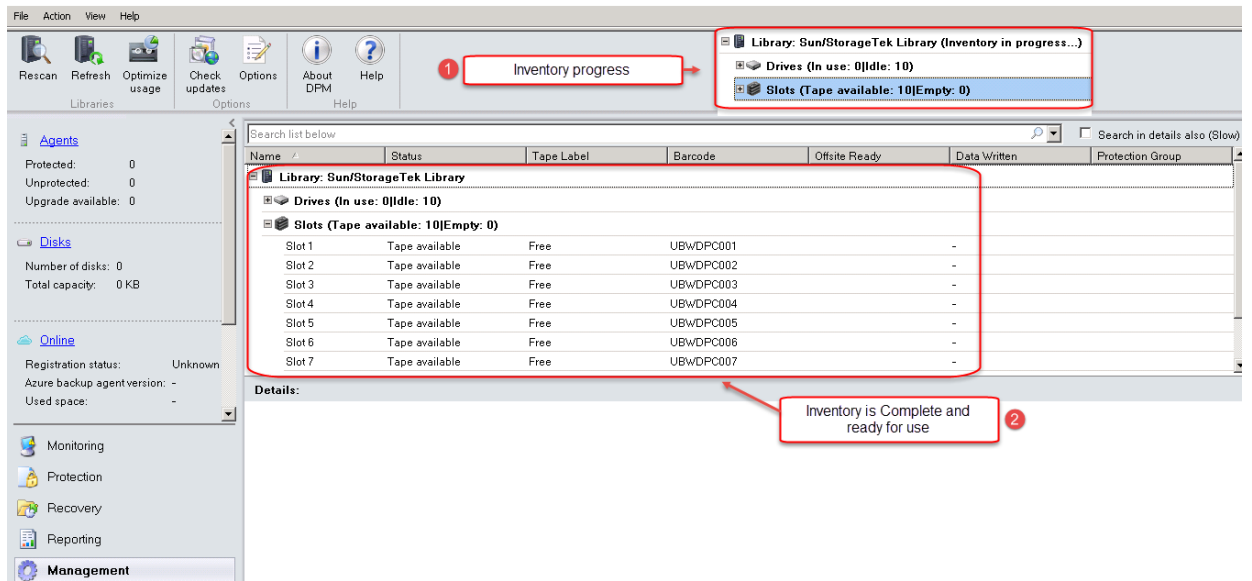 File Action View Help
Rescan Refresh Optimize usage Check updates Options About DPM Help
Libraries Options Help
1 Inventory progress
Library: Sun/StorageTek Library (Inventory in progress...)
Drives (In use: 0|Idle: 10)
Slots (Tape available: 10|Empty: 0)
Agents
Protected: 0
Unprotected: 0
Upgrade available: 0
Disks
Number of disks: 0
Total capacity: 0 KB
Online
Registration status: Unknown
Azure backup agent version: -
Used space: -
Monitoring
Protection
Recovery
Reporting
Management
Search list below
Search in details also (Slow)
Name Status Tape Label Barcode Offsite Ready Data Written Protection Group
Library: Sun/StorageTek Library
Drives (In use: 0|Idle: 10)
Slots (Tape available: 10|Empty: 0)
Slot 1 Tape available Free UBWDPC001 -
Slot 2 Tape available Free UBWDPC002 -
Slot 3 Tape available Free UBWDPC003 -
Slot 4 Tape available Free UBWDPC004 -
Slot 5 Tape available Free UBWDPC005 -
Slot 6 Tape available Free UBWDPC006 -
Slot 7 Tape available Free UBWDPC007 -
Details:
Inventory is Complete and
ready for use
2